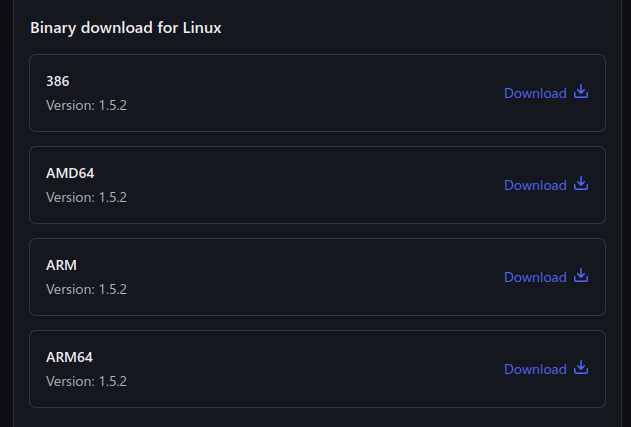 Binary download for Linux
386
Version: 1.5.2
Download
AMD64
Version: 1.5.2
Download
ARM
Version: 1.5.2
Download
ARM64
Version: 1.5.2
Download